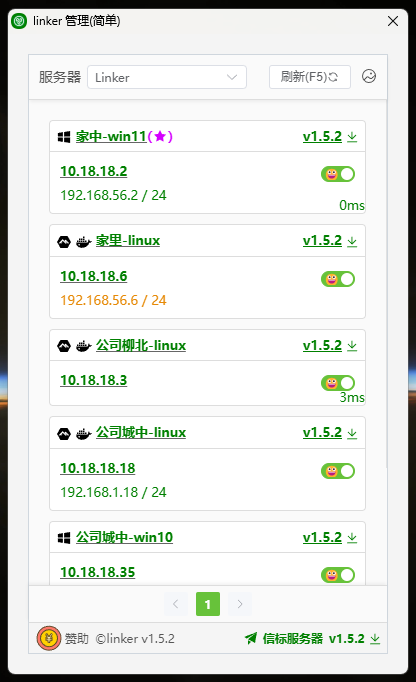 linker 管理(简单)
服务器 Linker 刷新(F5)
家中-win11(★) v1.5.2
10.18.18.2
192.168.56.2 / 24
0ms
家里-linux v1.5.2
10.18.18.6
192.168.56.6 / 24
公司柳北-linux v1.5.2
10.18.18.3
3ms
公司城中-linux v1.5.2
10.18.18.18
192.168.1.18 / 24
公司城中-win10 v1.5.2
10.18.18.35
1
赞助 ©linker v1.5.2 信标服务器 v1.5.2